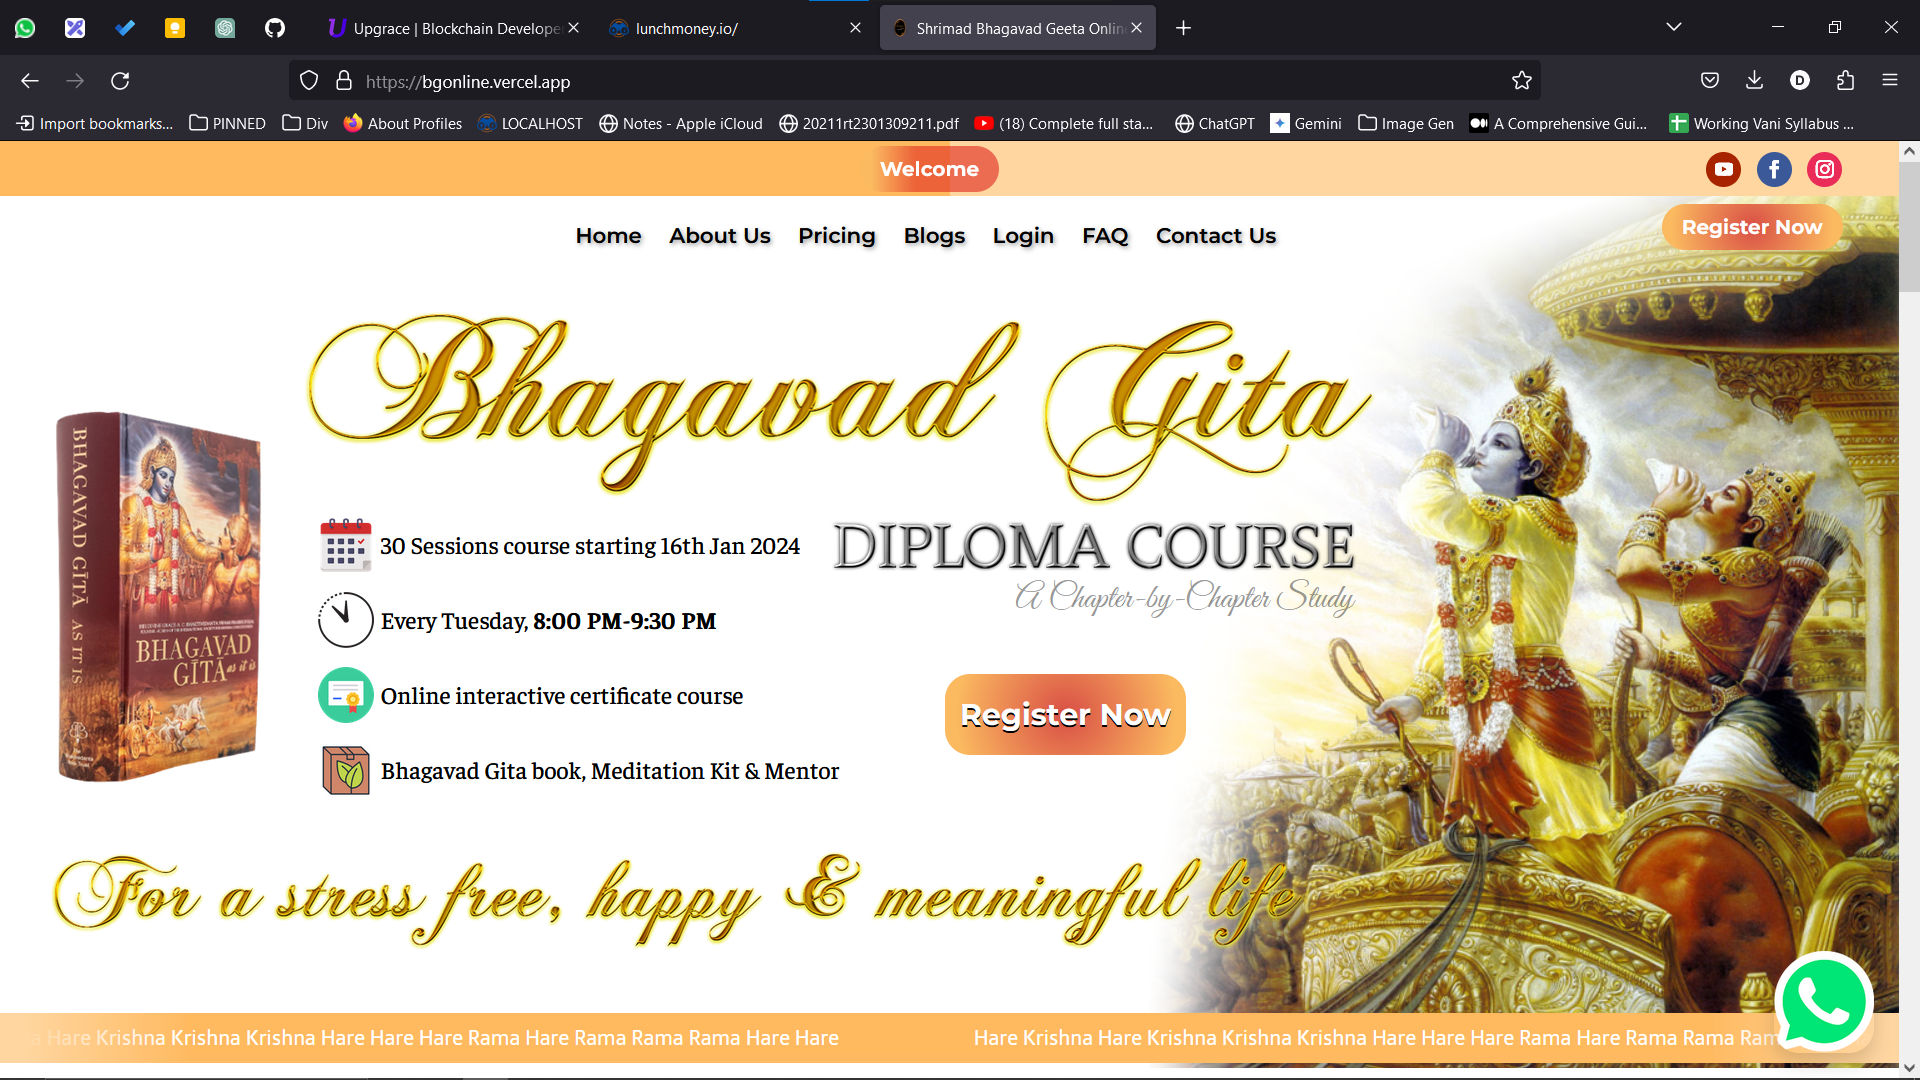 Upgrace | Blockchain Develope
lunchmoney.io/
Shrimad Bhagavad Geeta Onlin
https://bgonline.vercel.app
D
Import bookmarks...
PINNED
Div
About Profiles
LOCALHOST
Notes - Apple iCloud
20211rt2301309211.pdf
(18) Complete full sta...
ChatGPT
Gemini
Image Gen
A Comprehensive Gui...
Working Vani Syllabus ...
Welcome
Home About Us Pricing Blogs Login FAQ Contact Us
Register Now
Bhagavad Gita
30 Sessions course starting 16th Jan 2024
DIPLOMA COURSE
A Chapter-by-Chapter Study
Every Tuesday, 8:00 PM-9:30 PM
Online interactive certificate course
Register Now
Bhagavad Gita book, Meditation Kit & Mentor
BHAGAVAD GĪTĀ AS IT IS
BHAGAVAD
GĪTĀ as it is
For a stress free, happy & meaningful life
a Hare Krishna Krishna Krishna Hare Hare Hare Rama Hare Rama Rama Rama Hare Hare
Hare Krishna Hare Krishna Krishna Krishna Hare Hare Hare Rama Hare Rama Rama Ram